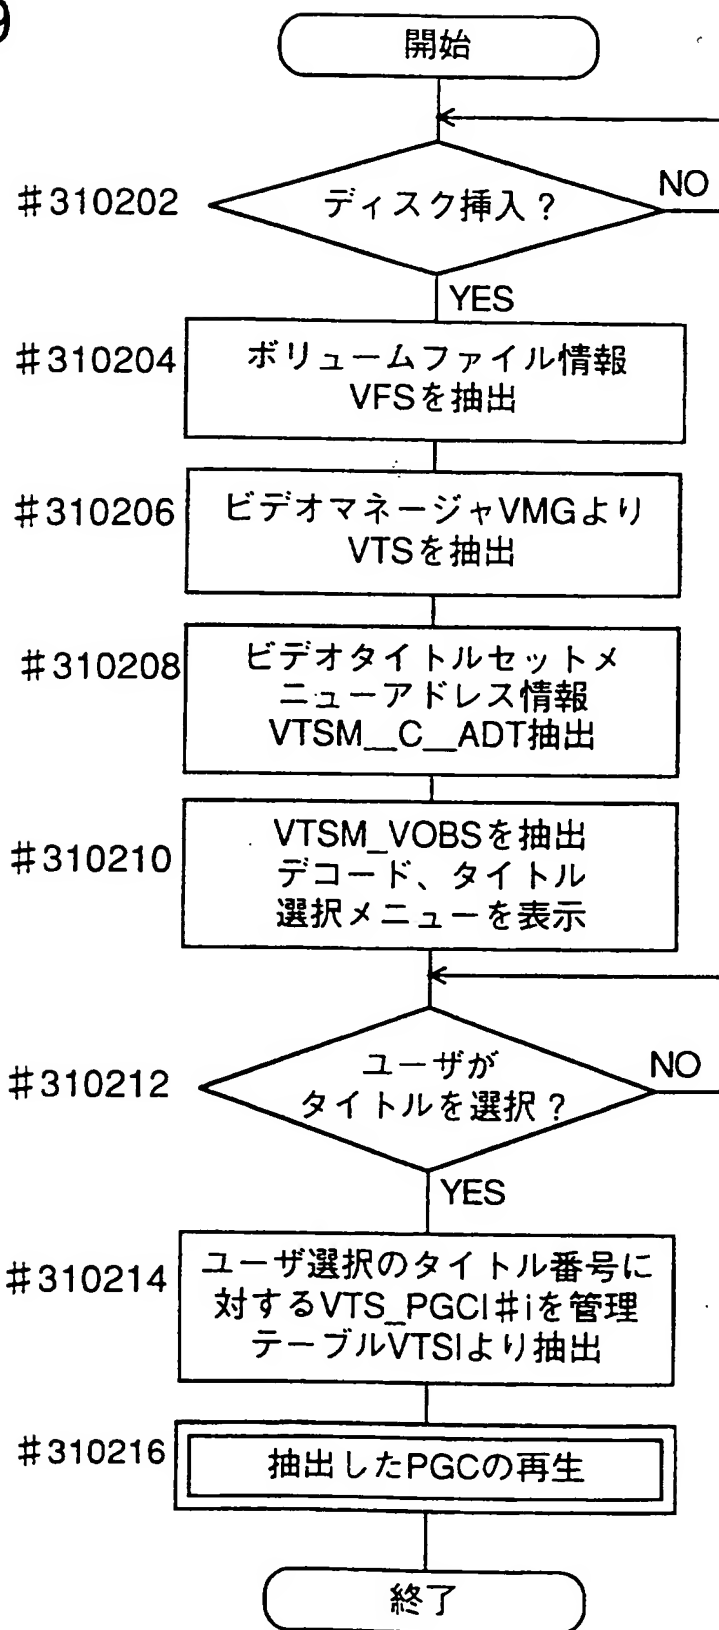 9
開始
#310202
ディスク挿入?
NO
YES
#310204
ボリュームファイル情報
VFSを抽出
#310206
ビデオマネージャVMGより
VTSを抽出
#310208
ビデオタイトルセットメ
ニューアドレス情報
VTSM__C__ADT抽出
#310210
VTSM_VOBSを抽出
デコード、タイトル
選択メニューを表示
#310212
ユーザが
タイトルを選択?
NO
YES
#310214
ユーザ選択のタイトル番号に
対するVTS_PGCI#iを管理
テーブルVTSIより抽出
#310216
抽出したPGCの再生
終了